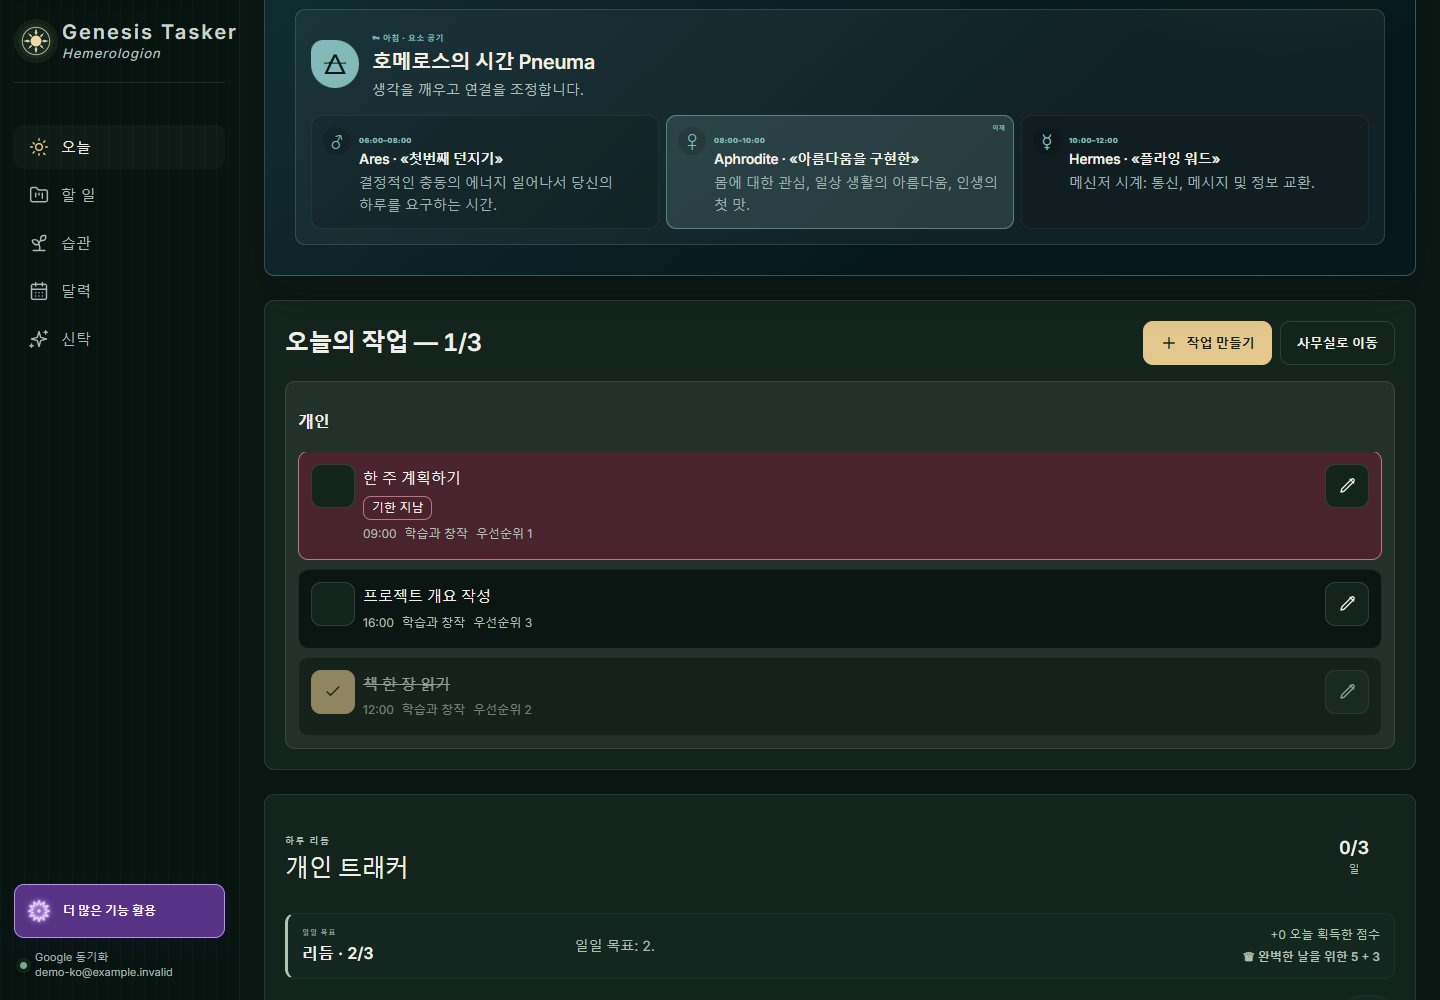 Genesis Tasker
Hemerologion
오늘
할 일
습관
달력
신탁
더 많은 기능 활용
Google 동기화
demo-ko@example.invalid
아침 · 요소 공기
호메로스의 시간 Pneuma
생각을 깨우고 연결을 조정합니다.
06:00–08:00
Ares · «첫번째 던지기»
결정적인 충동의 에너지 일어나서 당신의
하루를 요구하는 시간.
이제
08:00–10:00
Aphrodite · «아름다움을 구현한»
몸에 대한 관심, 일상 생활의 아름다움, 인생의
첫 맛.
10:00–12:00
Hermes · «플라잉 워드»
메신저 시계: 통신, 메시지 및 정보 교환.
오늘의 작업 — 1/3
작업 만들기
사무실로 이동
개인
한 주 계획하기
기한 지남
09:00 학습과 창작 우선순위 1
프로젝트 개요 작성
16:00 학습과 창작 우선순위 3
책 한 장 읽기
12:00 학습과 창작 우선순위 2
하루 리듬
개인 트래커
0/3
일
일일 목표
리듬 · 2/3
일일 목표: 2.
+0 오늘 획득한 점수
완벽한 날을 위한 5 + 3